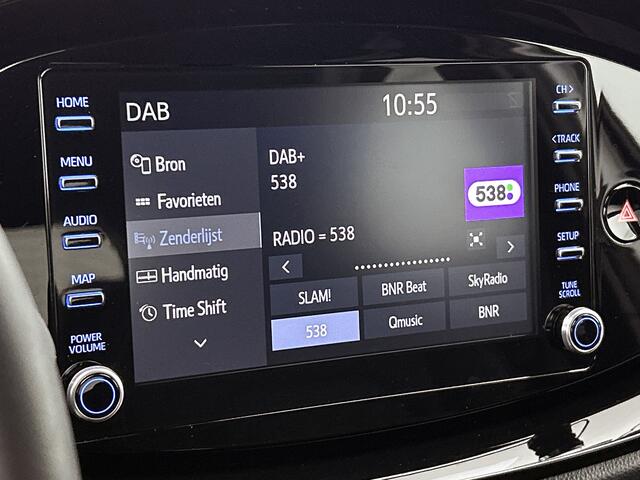 HOME
MENU
AUDIO
MAP
POWER
VOLUME
DAB
10:55
Bron
Favorieten
Zenderlijst
Handmatig
Time Shift
DAB+
538
538
RADIO = 538
SLAM!
BNR Beat
SkyRadio
538
Qmusic
BNR
CH >
< TRACK
PHONE
SETUP
TUNE
SCROLL